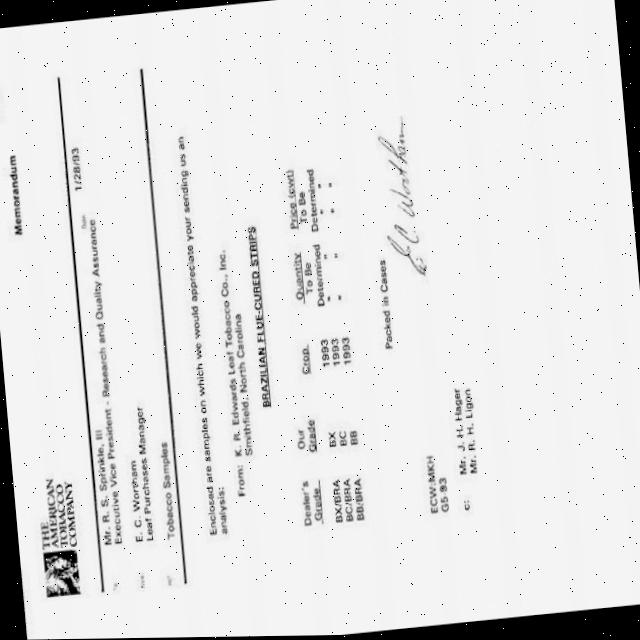 THE
AMERICAN
TOBACCO
COMPANY
Memorandum
To: Mr. R. S. Sprinkle, III
Executive Vice President - Research and Quality Assurance
Date: 1/28/93
From: E. C. Wortham
Leaf Purchases Manager
Re: Tobacco Samples
Enclosed are samples on which we would appreciate your sending us an
analysis:
From: K. R. Edwards Leaf Tobacco Co., Inc.
Smithfield, North Carolina
BRAZILIAN FLUE-CURED STRIPS
Dealer's Our Quantity Price (cwt)
Grade Grade Crop To Be To Be
Determined Determined
BX/BRA BX 1993 " " " "
BC/BRA BC 1993 " " " "
BB/BRA BB 1993
Packed in Cases
E. C. Wortham
ECW:MKH
G5-93
c: Mr. J. H. Hager
Mr. R. H. Ligon